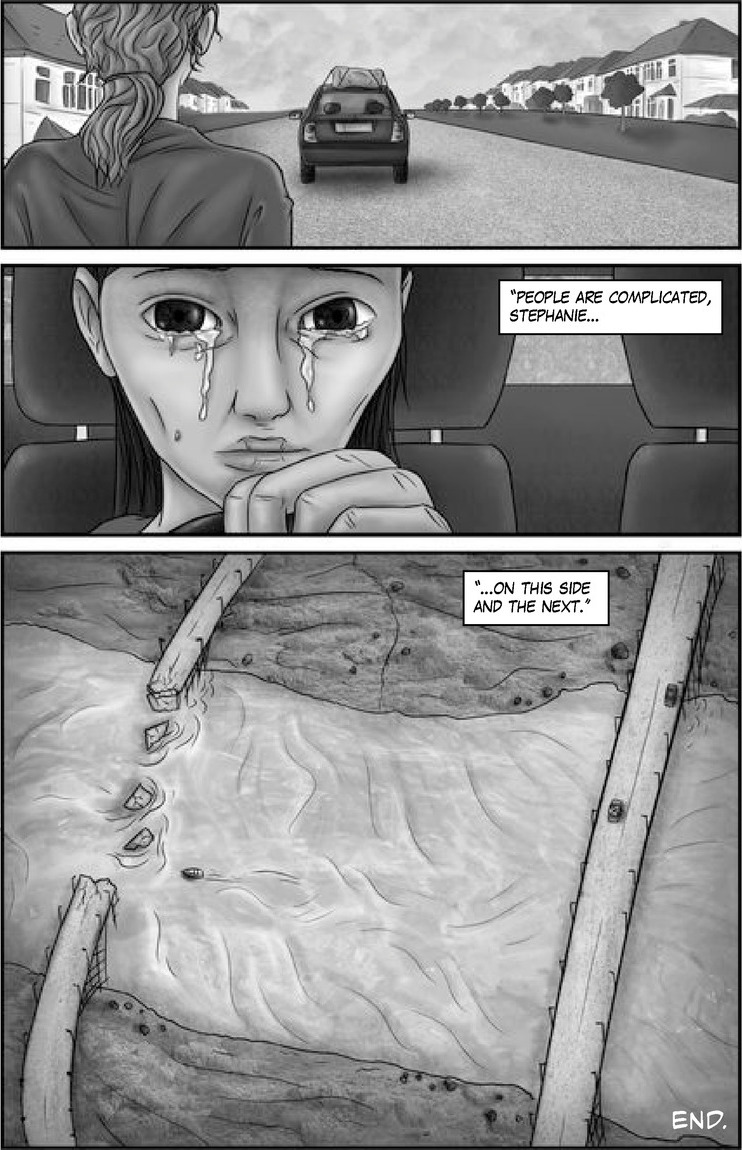 "PEOPLE ARE COMPLICATED,
STEPHANIE...
"...ON THIS SIDE
AND THE NEXT."
END.